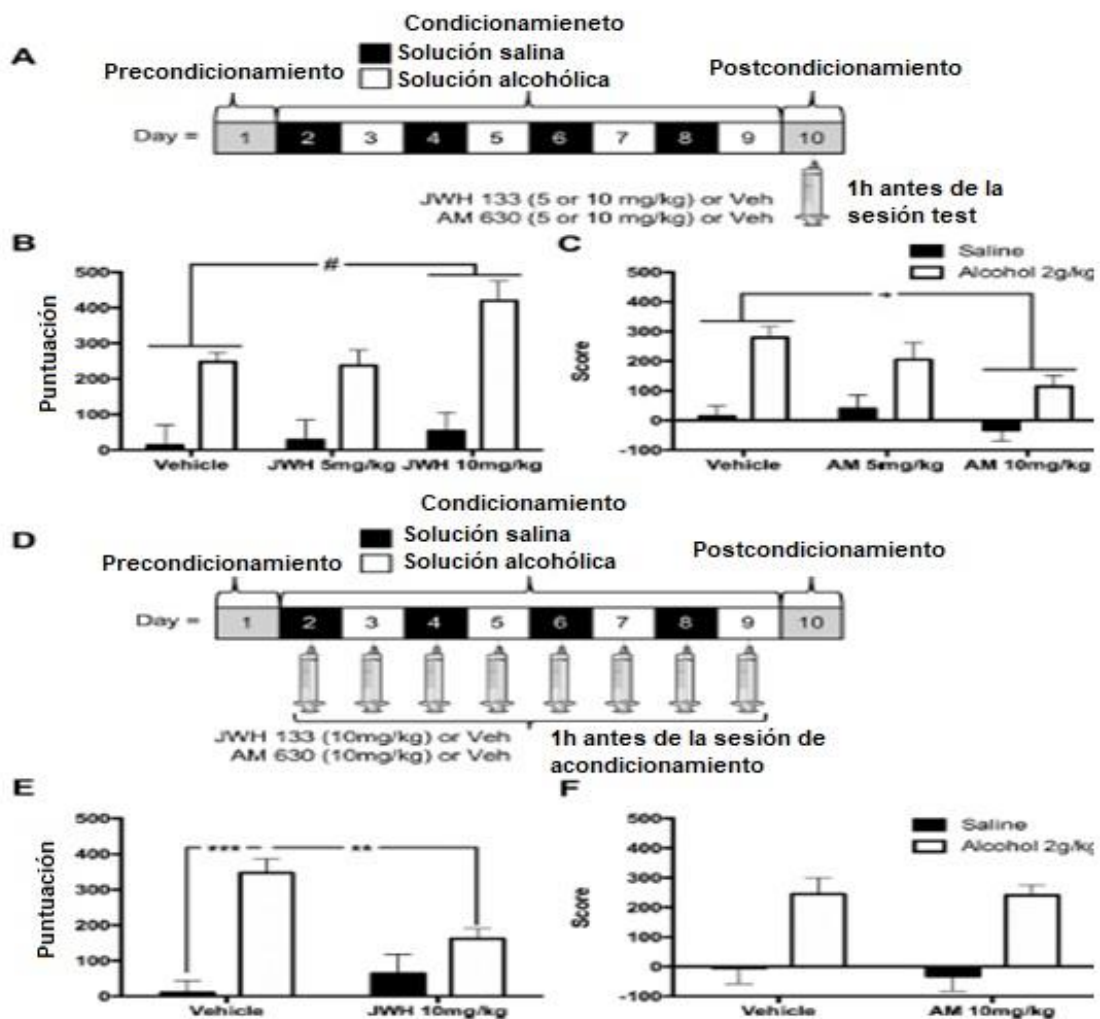 Condicionamieneto
A
Solución salina
Precondicionamiento
Solución alcohólica
Postcondicionamiento
Day = 1 2 3 4 5 6 7 8 9 10
JWH 133 (5 or 10 mg/kg) or Veh
AM 630 (5 or 10 mg/kg) or Veh
1h antes de la
sesión test
B
#
500
400
300
200
100
0
Puntuación
Vehicle JWH 5mg/kg JWH 10mg/kg
C
Saline
Alcohol 2g/kg
500
400
300
200
100
0
-100
Score
Vehicle AM 5mg/kg AM 10mg/kg
Condicionamiento
D
Solución salina
Precondicionamiento
Solución alcohólica
Postcondicionamiento
Day = 1 2 3 4 5 6 7 8 9 10
JWH 133 (10mg/kg) or Veh
AM 630 (10mg/kg) or Veh
1h antes de la sesión de
acondicionamiento
E
*** **
500
400
300
200
100
0
Puntuación
Vehicle JWH 10mg/kg
F
Saline
Alcohol 2g/kg
500
400
300
200
100
0
-100
Score
Vehicle AM 10mg/kg